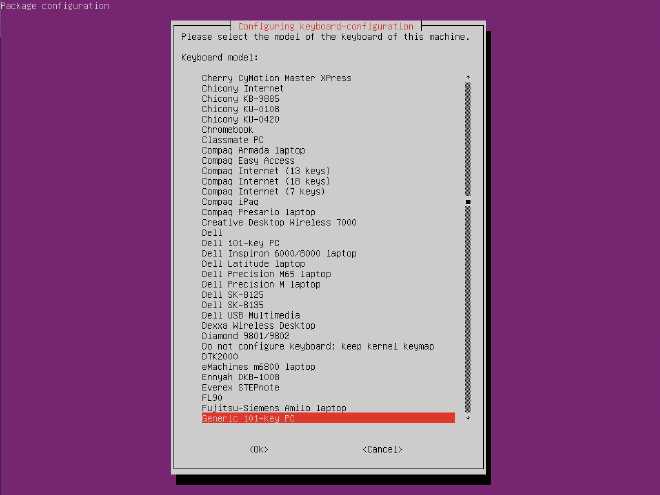 Package configuration
Configuring keyboard-configuration
Please select the model of the keyboard of this machine.
Keyboard model:
Cherry CyMotion Master XPress
Chicony Internet
Chicony KB-9885
Chicony KU-0108
Chicony KU-0420
Chromebook
Classmate PC
Compaq Armada laptop
Compaq Easy Access
Compaq Internet (13 keys)
Compaq Internet (18 keys)
Compaq Internet (7 keys)
Compaq iPaq
Compaq Presario laptop
Creative Desktop Wireless 7000
Dell
Dell 101-key PC
Dell Inspiron 6000/8000 laptop
Dell Latitude laptop
Dell Precision M65 laptop
Dell Precision M laptop
Dell SK-8125
Dell SK-8135
Dell USB Multimedia
Dexxa Wireless Desktop
Diamond 9801/9802
Do not configure keyboard; keep kernel keymap
DTK2000
eMachines m6800 laptop
Ennyah DKB-1008
Everex STEPnote
FL90
Fujitsu-Siemens Amilo laptop
Generic 101-key PC
<Ok> <Cancel>